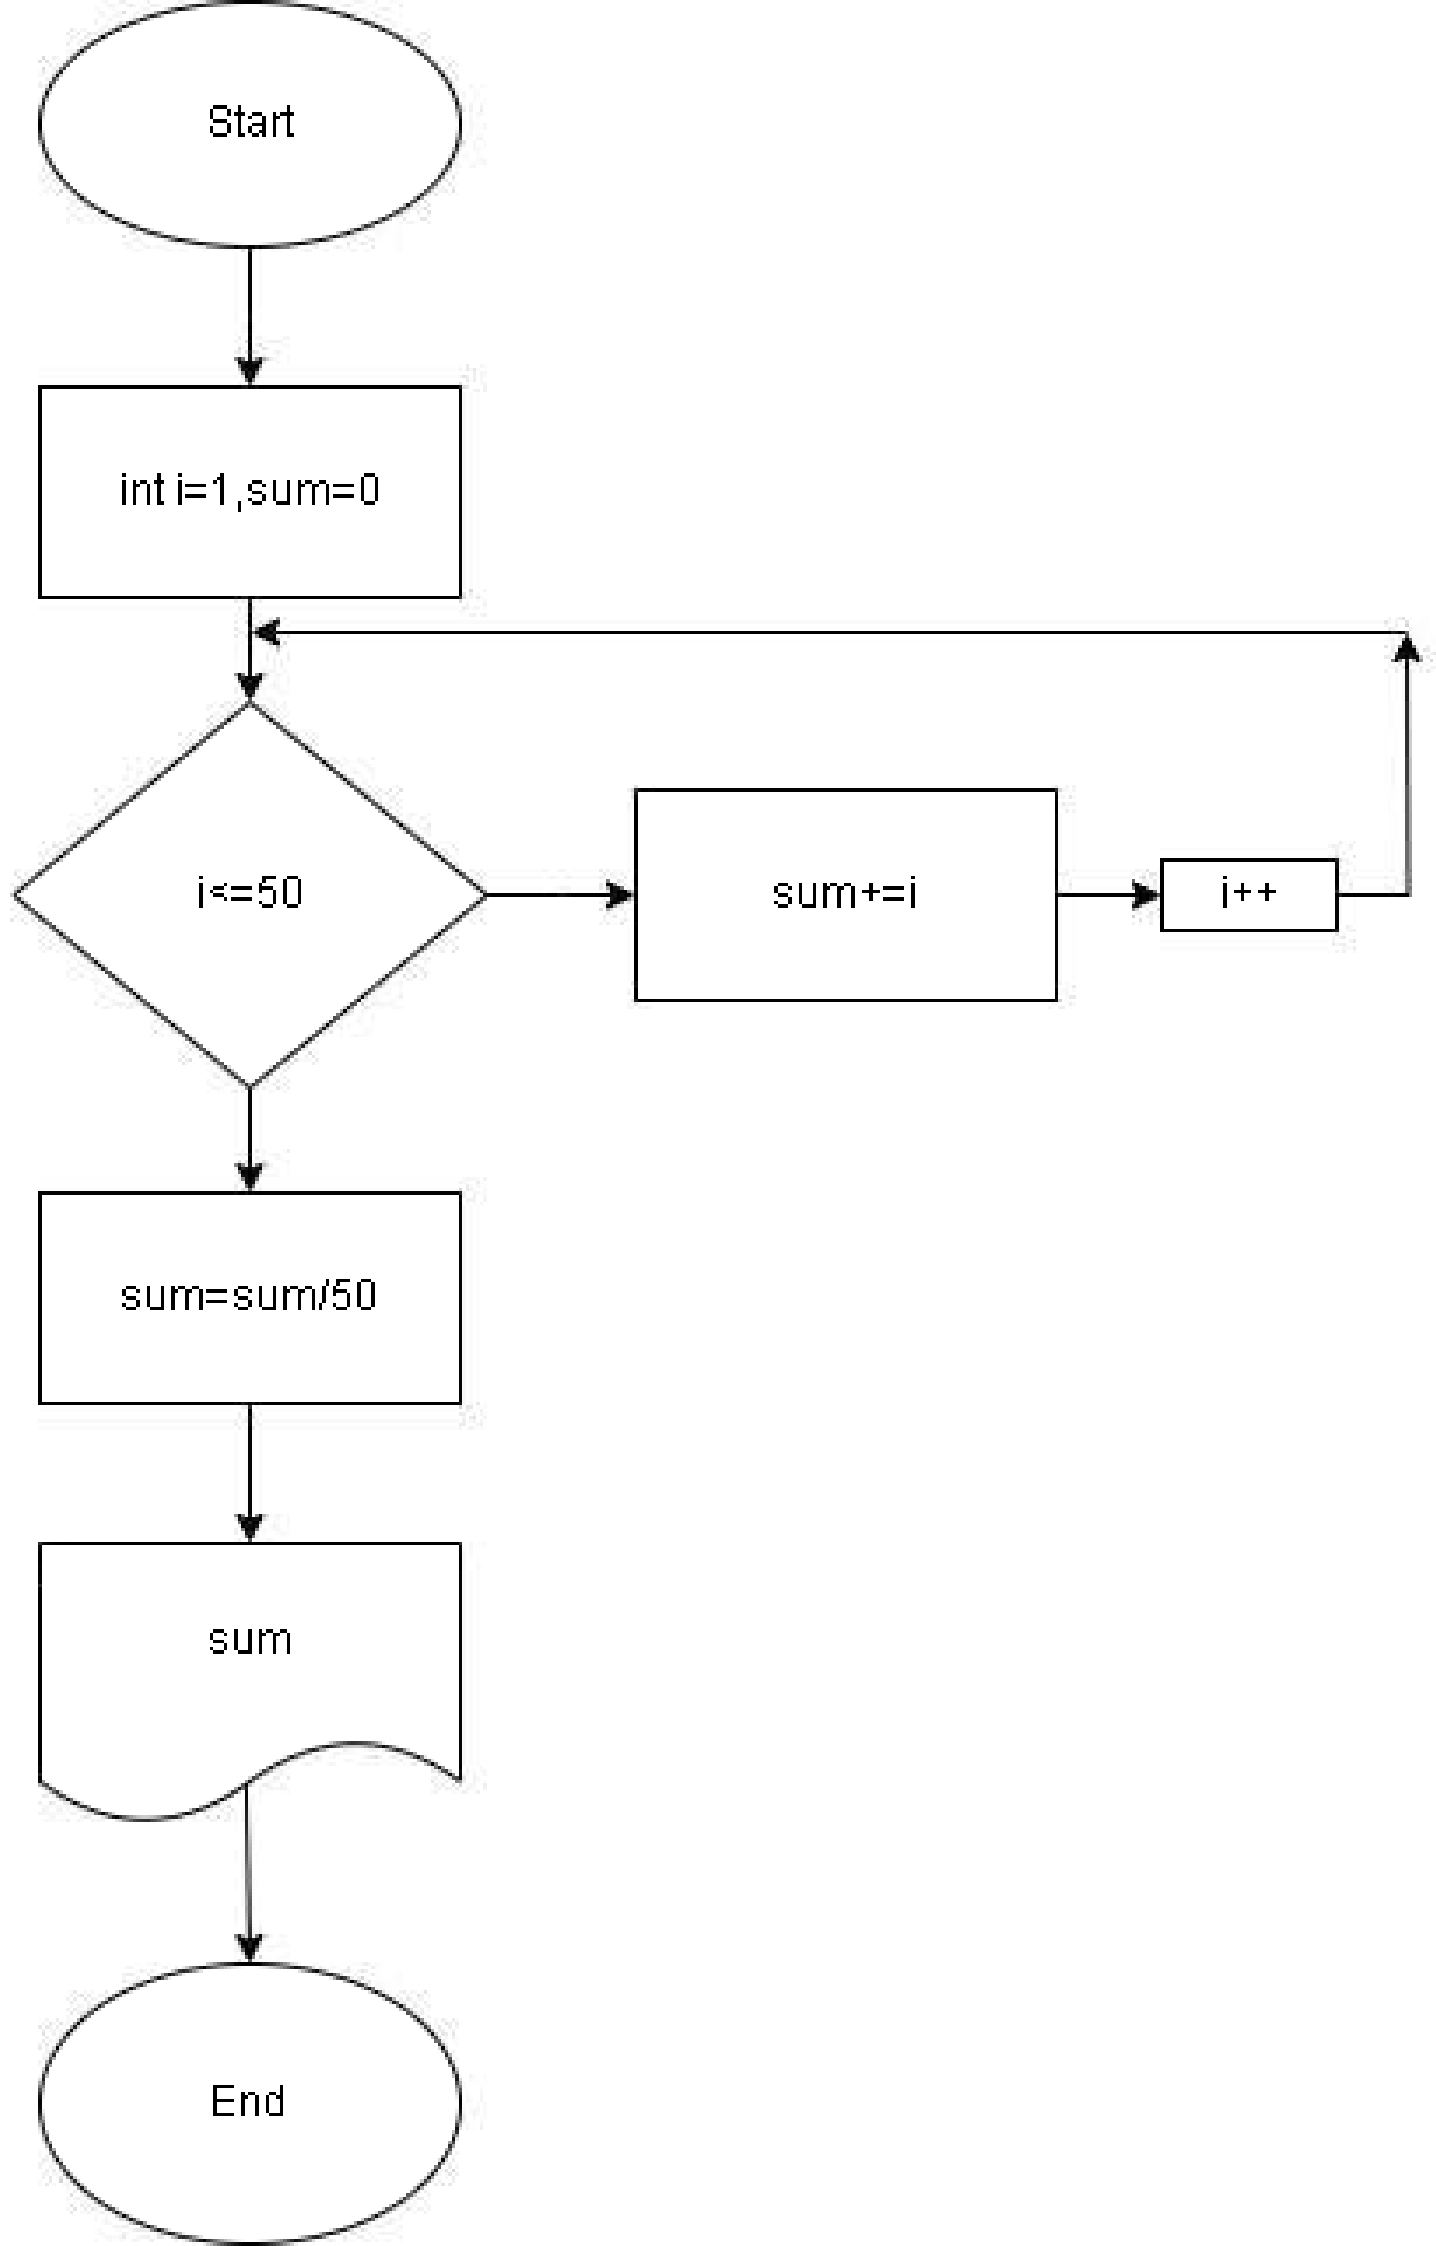 Start
int i=1,sum=0
i<=50
sum+=i
i++
sum=sum/50
sum
End